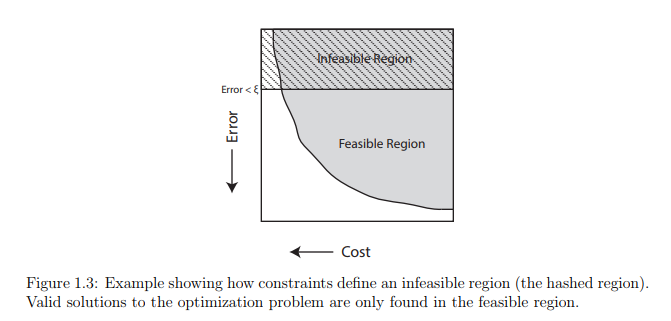 Infeasible Region
Error < ξ
Error
Feasible Region
Cost
Figure 1.3: Example showing how constraints define an infeasible region (the hashed region).
Valid solutions to the optimization problem are only found in the feasible region.